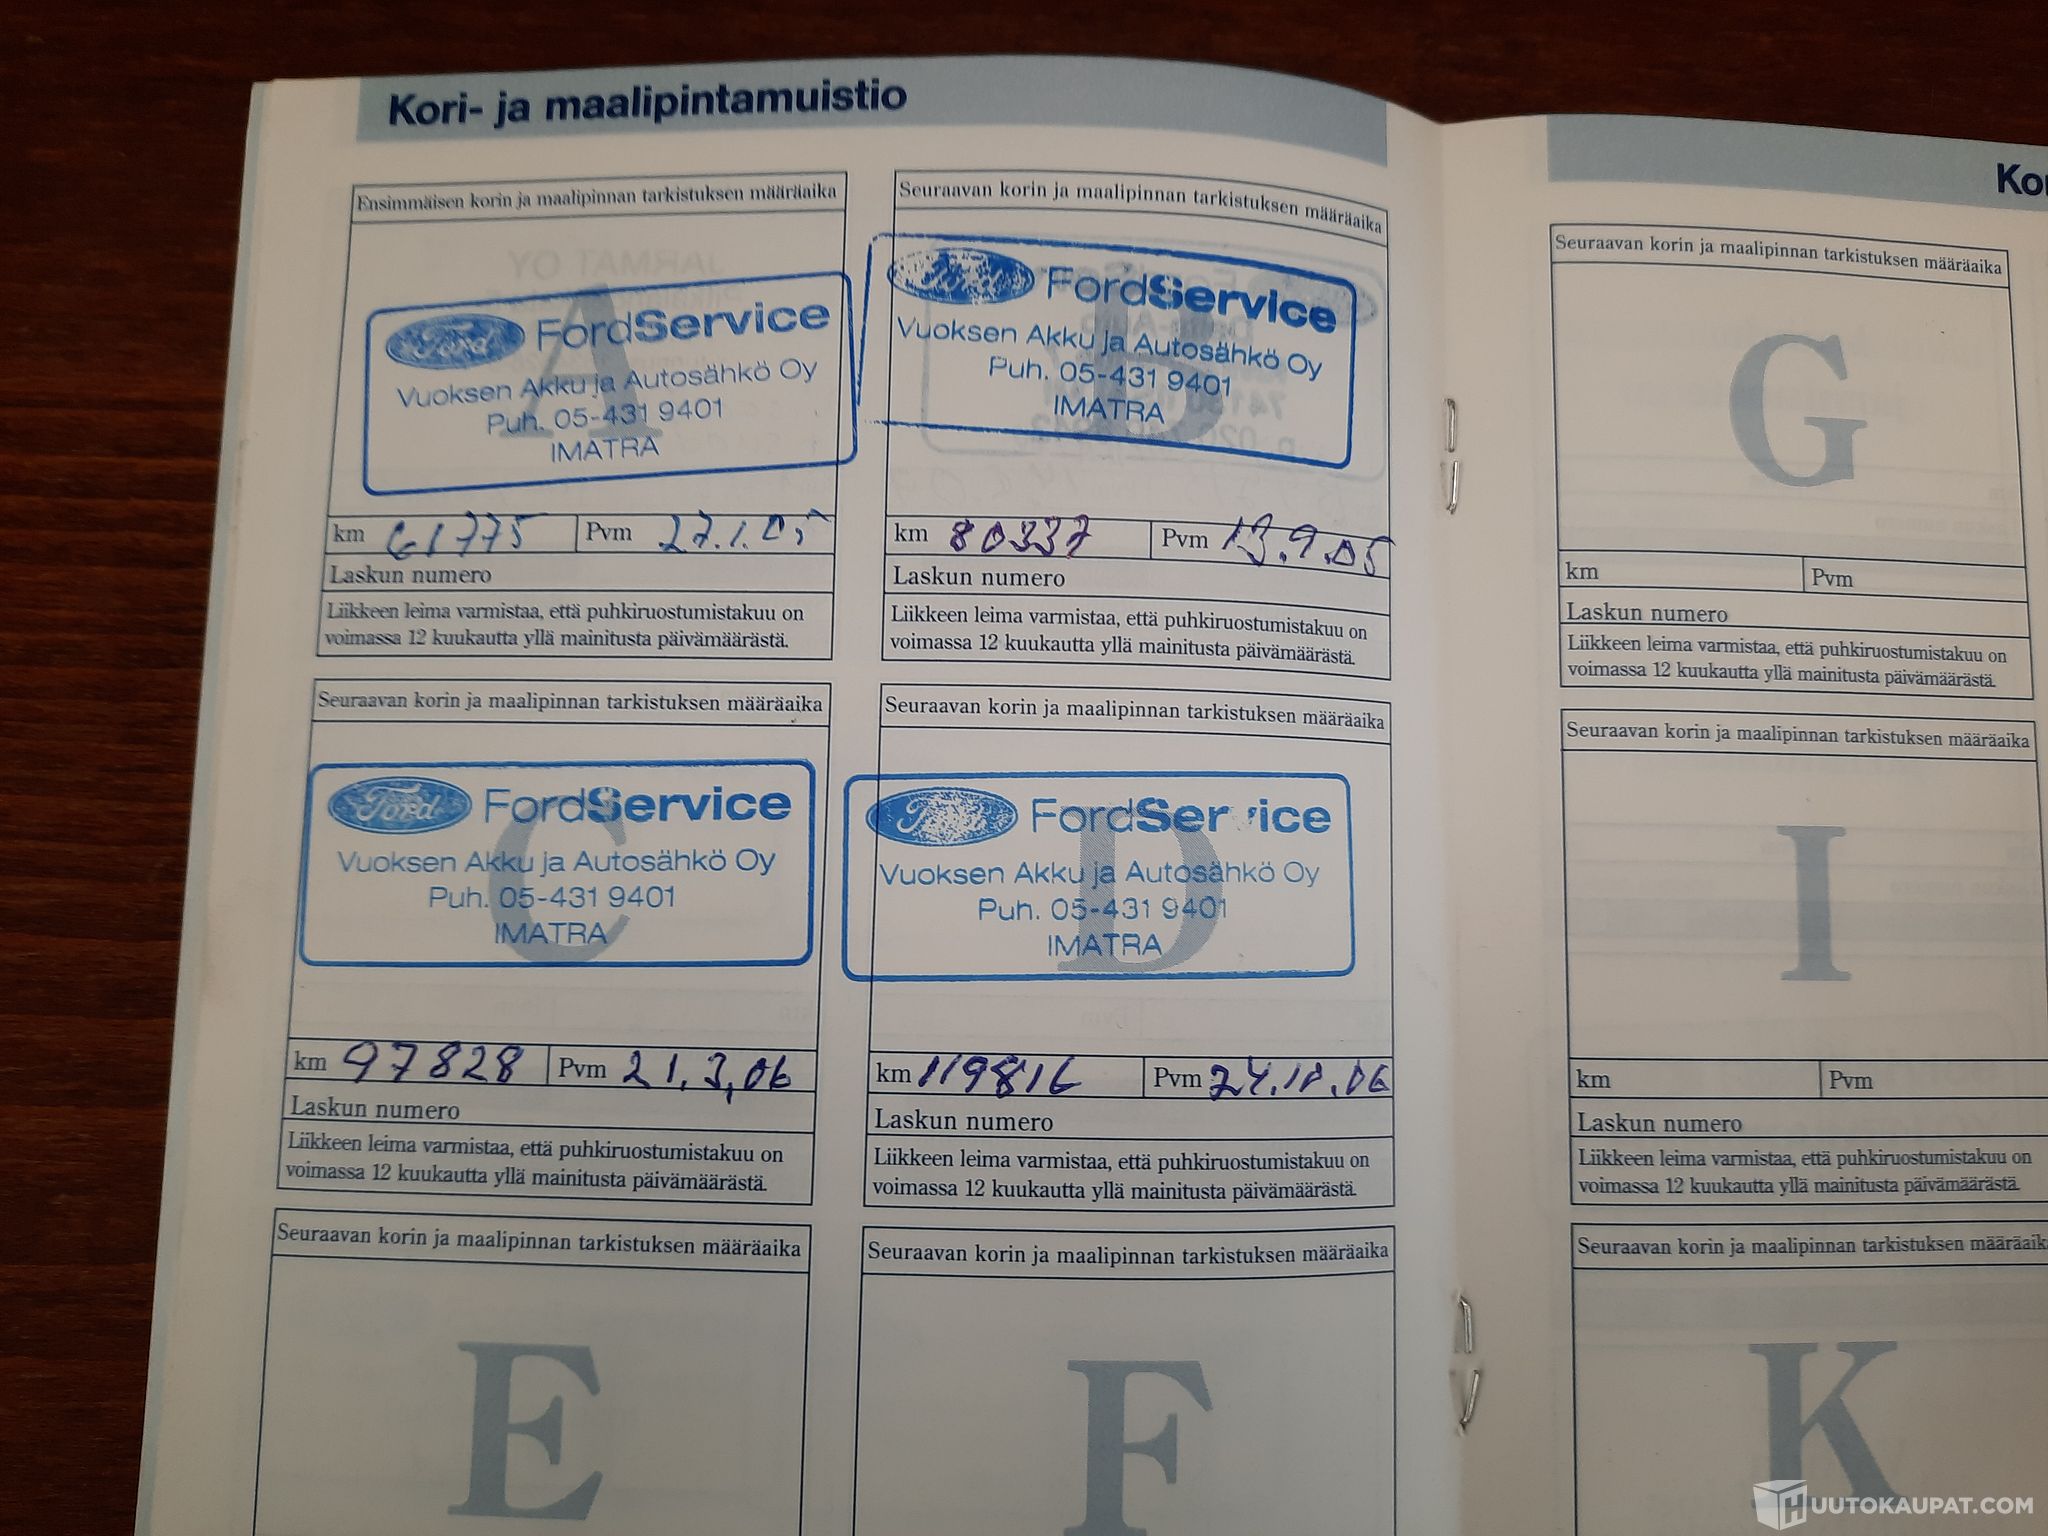 Kori- ja maalipintamuistio
Ensimmäisen korin ja maalipinnan tarkistuksen määräaika
A
Ford FordService
Vuoksen Akku ja Autosähkö Oy
Puh. 05-431 9401
IMATRA
km 61775 Pvm 27.1.05
Laskun numero
Liikkeen leima varmistaa, että puhkiruostumistakuu on
voimassa 12 kuukautta yllä mainitusta päivämäärästä.
Seuraavan korin ja maalipinnan tarkistuksen määräaika
B
Ford FordService
Vuoksen Akku ja Autosähkö Oy
Puh. 05-431 9401
IMATRA
km 80337 Pvm 13.9.05
Laskun numero
Liikkeen leima varmistaa, että puhkiruostumistakuu on
voimassa 12 kuukautta yllä mainitusta päivämäärästä.
Seuraavan korin ja maalipinnan tarkistuksen määräaika
C
Ford FordService
Vuoksen Akku ja Autosähkö Oy
Puh. 05-431 9401
IMATRA
km 97828 Pvm 21.3.06
Laskun numero
Liikkeen leima varmistaa, että puhkiruostumistakuu on
voimassa 12 kuukautta yllä mainitusta päivämäärästä.
Seuraavan korin ja maalipinnan tarkistuksen määräaika
D
FordService
Vuoksen Akku ja Autosähkö Oy
Puh. 05-431 9401
IMATRA
km 119816 Pvm 24.10.06
Laskun numero
Liikkeen leima varmistaa, että puhkiruostumistakuu on
voimassa 12 kuukautta yllä mainitusta päivämäärästä.
Seuraavan korin ja maalipinnan tarkistuksen määräaika
E
Seuraavan korin ja maalipinnan tarkistuksen määräaika
F
Seuraavan korin ja maalipinnan tarkistuksen määräaika
G
km Pvm
Laskun numero
Liikkeen leima varmistaa, että puhkiruostumistakuu on
voimassa 12 kuukautta yllä mainitusta päivämäärästä.
Seuraavan korin ja maalipinnan tarkistuksen määräaika
I
km Pvm
Laskun numero
Liikkeen leima varmistaa, että puhkiruostumistakuu on
voimassa 12 kuukautta yllä mainitusta päivämäärästä.
Seuraavan korin ja maalipinnan tarkistuksen
K
HUUTOKAUPAT.COM